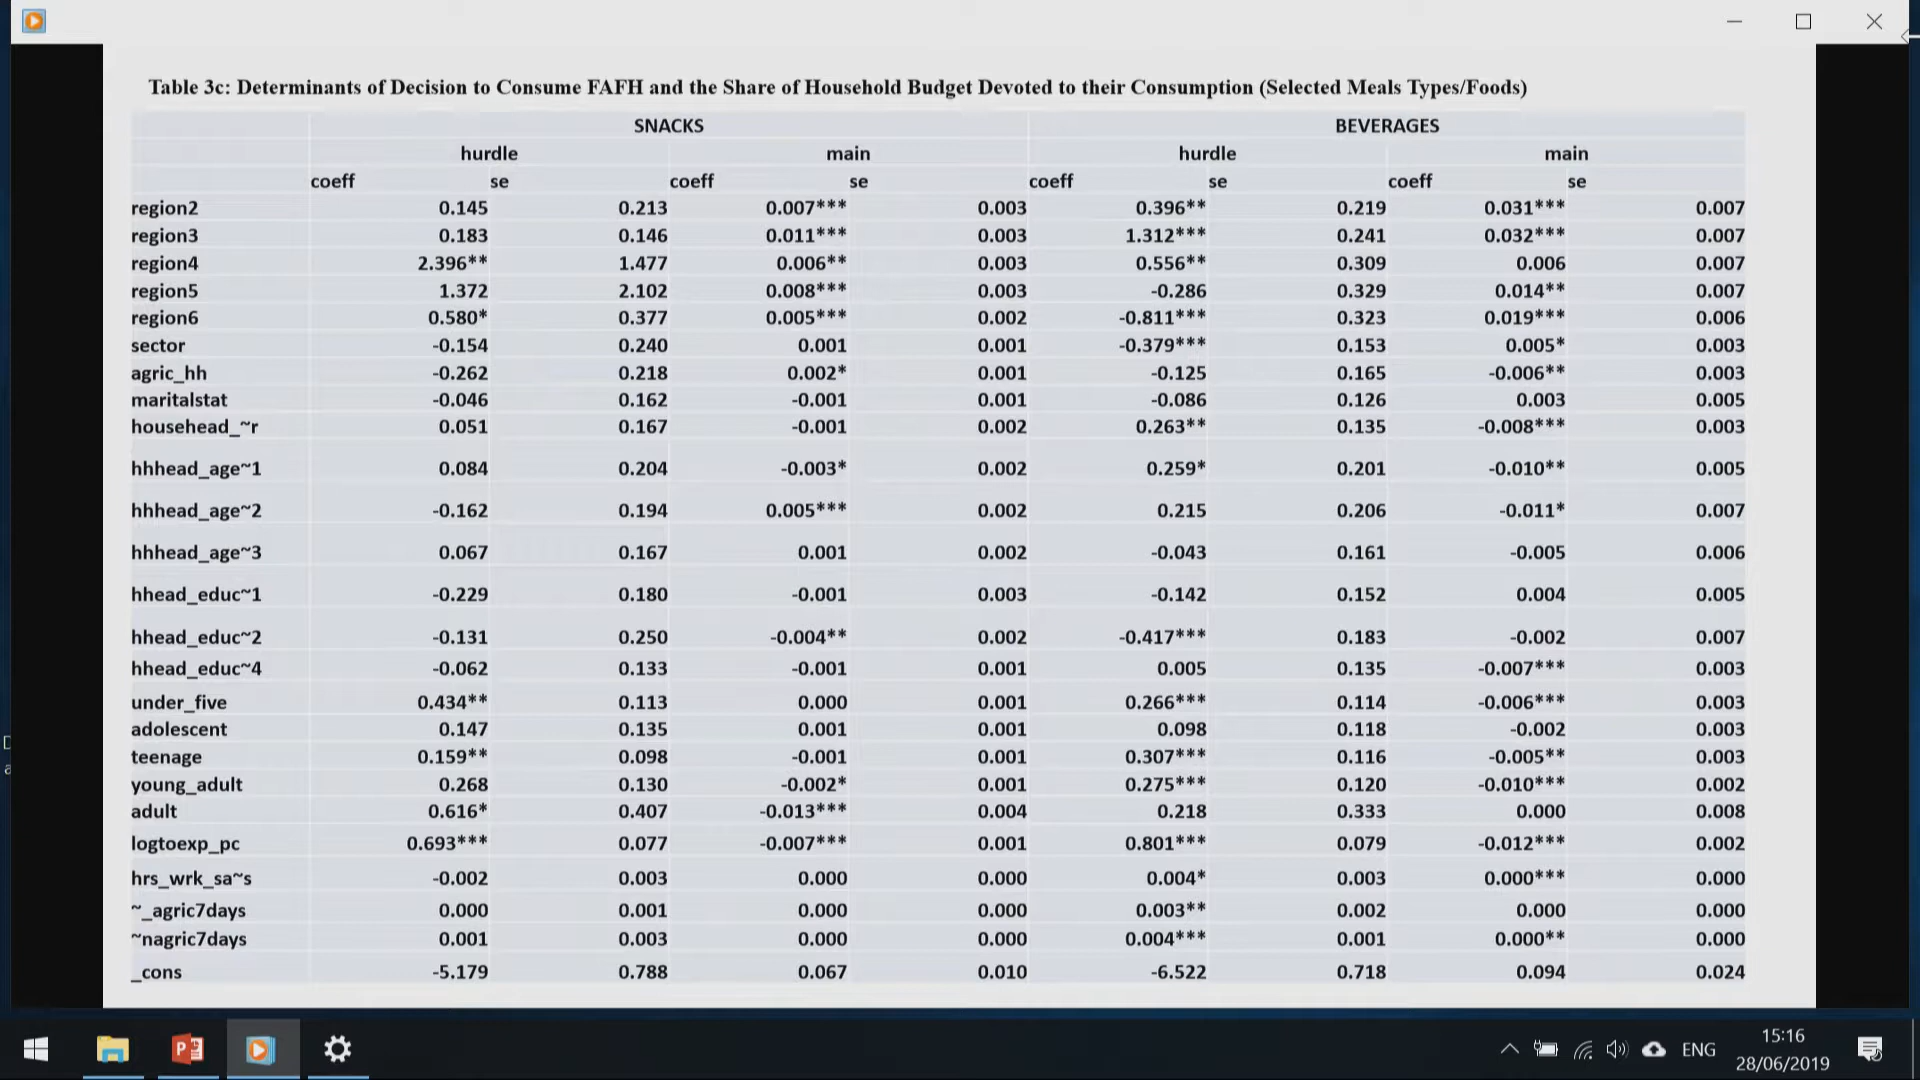 Table 3c: Determinants of Decision to Consume FAFH and the Share of Household Budget Devoted to their Consumption (Selected Meals Types/Foods)
SNACKS BEVERAGES
hurdle main hurdle main
coeff se coeff se coeff se coeff se
region2 0.145 0.213 0.007*** 0.003 0.396** 0.219 0.031*** 0.007
region3 0.183 0.146 0.011*** 0.003 1.312*** 0.241 0.032*** 0.007
region4 2.396** 1.477 0.006** 0.003 0.556** 0.309 0.006 0.007
region5 1.372 2.102 0.008*** 0.003 -0.286 0.329 0.014** 0.007
region6 0.580* 0.377 0.005*** 0.002 -0.811*** 0.323 0.019*** 0.006
sector -0.154 0.240 0.001 0.001 -0.379*** 0.153 0.005* 0.003
agric_hh -0.262 0.218 0.002* 0.001 -0.125 0.165 -0.006** 0.003
maritalstat -0.046 0.162 -0.001 0.001 -0.086 0.126 0.003 0.005
househead_~r 0.051 0.167 -0.001 0.002 0.263** 0.135 -0.008*** 0.003
hhhead_age~1 0.084 0.204 -0.003* 0.002 0.259* 0.201 -0.010** 0.005
hhhead_age~2 -0.162 0.194 0.005*** 0.002 0.215 0.206 -0.011* 0.007
hhhead_age~3 0.067 0.167 0.001 0.002 -0.043 0.161 -0.005 0.006
hhead_educ~1 -0.229 0.180 -0.001 0.003 -0.142 0.152 0.004 0.005
hhead_educ~2 -0.131 0.250 -0.004** 0.002 -0.417*** 0.183 -0.002 0.007
hhead_educ~4 -0.062 0.133 -0.001 0.001 0.005 0.135 -0.007*** 0.003
under_five 0.434** 0.113 0.000 0.001 0.266*** 0.114 -0.006*** 0.003
adolescent 0.147 0.135 0.001 0.001 0.098 0.118 -0.002 0.003
teenage 0.159** 0.098 -0.001 0.001 0.307*** 0.116 -0.005** 0.003
young_adult 0.268 0.130 -0.002* 0.001 0.275*** 0.120 -0.010*** 0.002
adult 0.616* 0.407 -0.013*** 0.004 0.218 0.333 0.000 0.008
logtoexp_pc 0.693*** 0.077 -0.007*** 0.001 0.801*** 0.079 -0.012*** 0.002
hrs_wrk_sa~s -0.002 0.003 0.000 0.000 0.004* 0.003 0.000*** 0.000
~_agric7days 0.000 0.001 0.000 0.000 0.003** 0.002 0.000 0.000
~nagric7days 0.001 0.003 0.000 0.000 0.004*** 0.001 0.000** 0.000
_cons -5.179 0.788 0.067 0.010 -6.522 0.718 0.094 0.024
ENG
15:16
28/06/2019